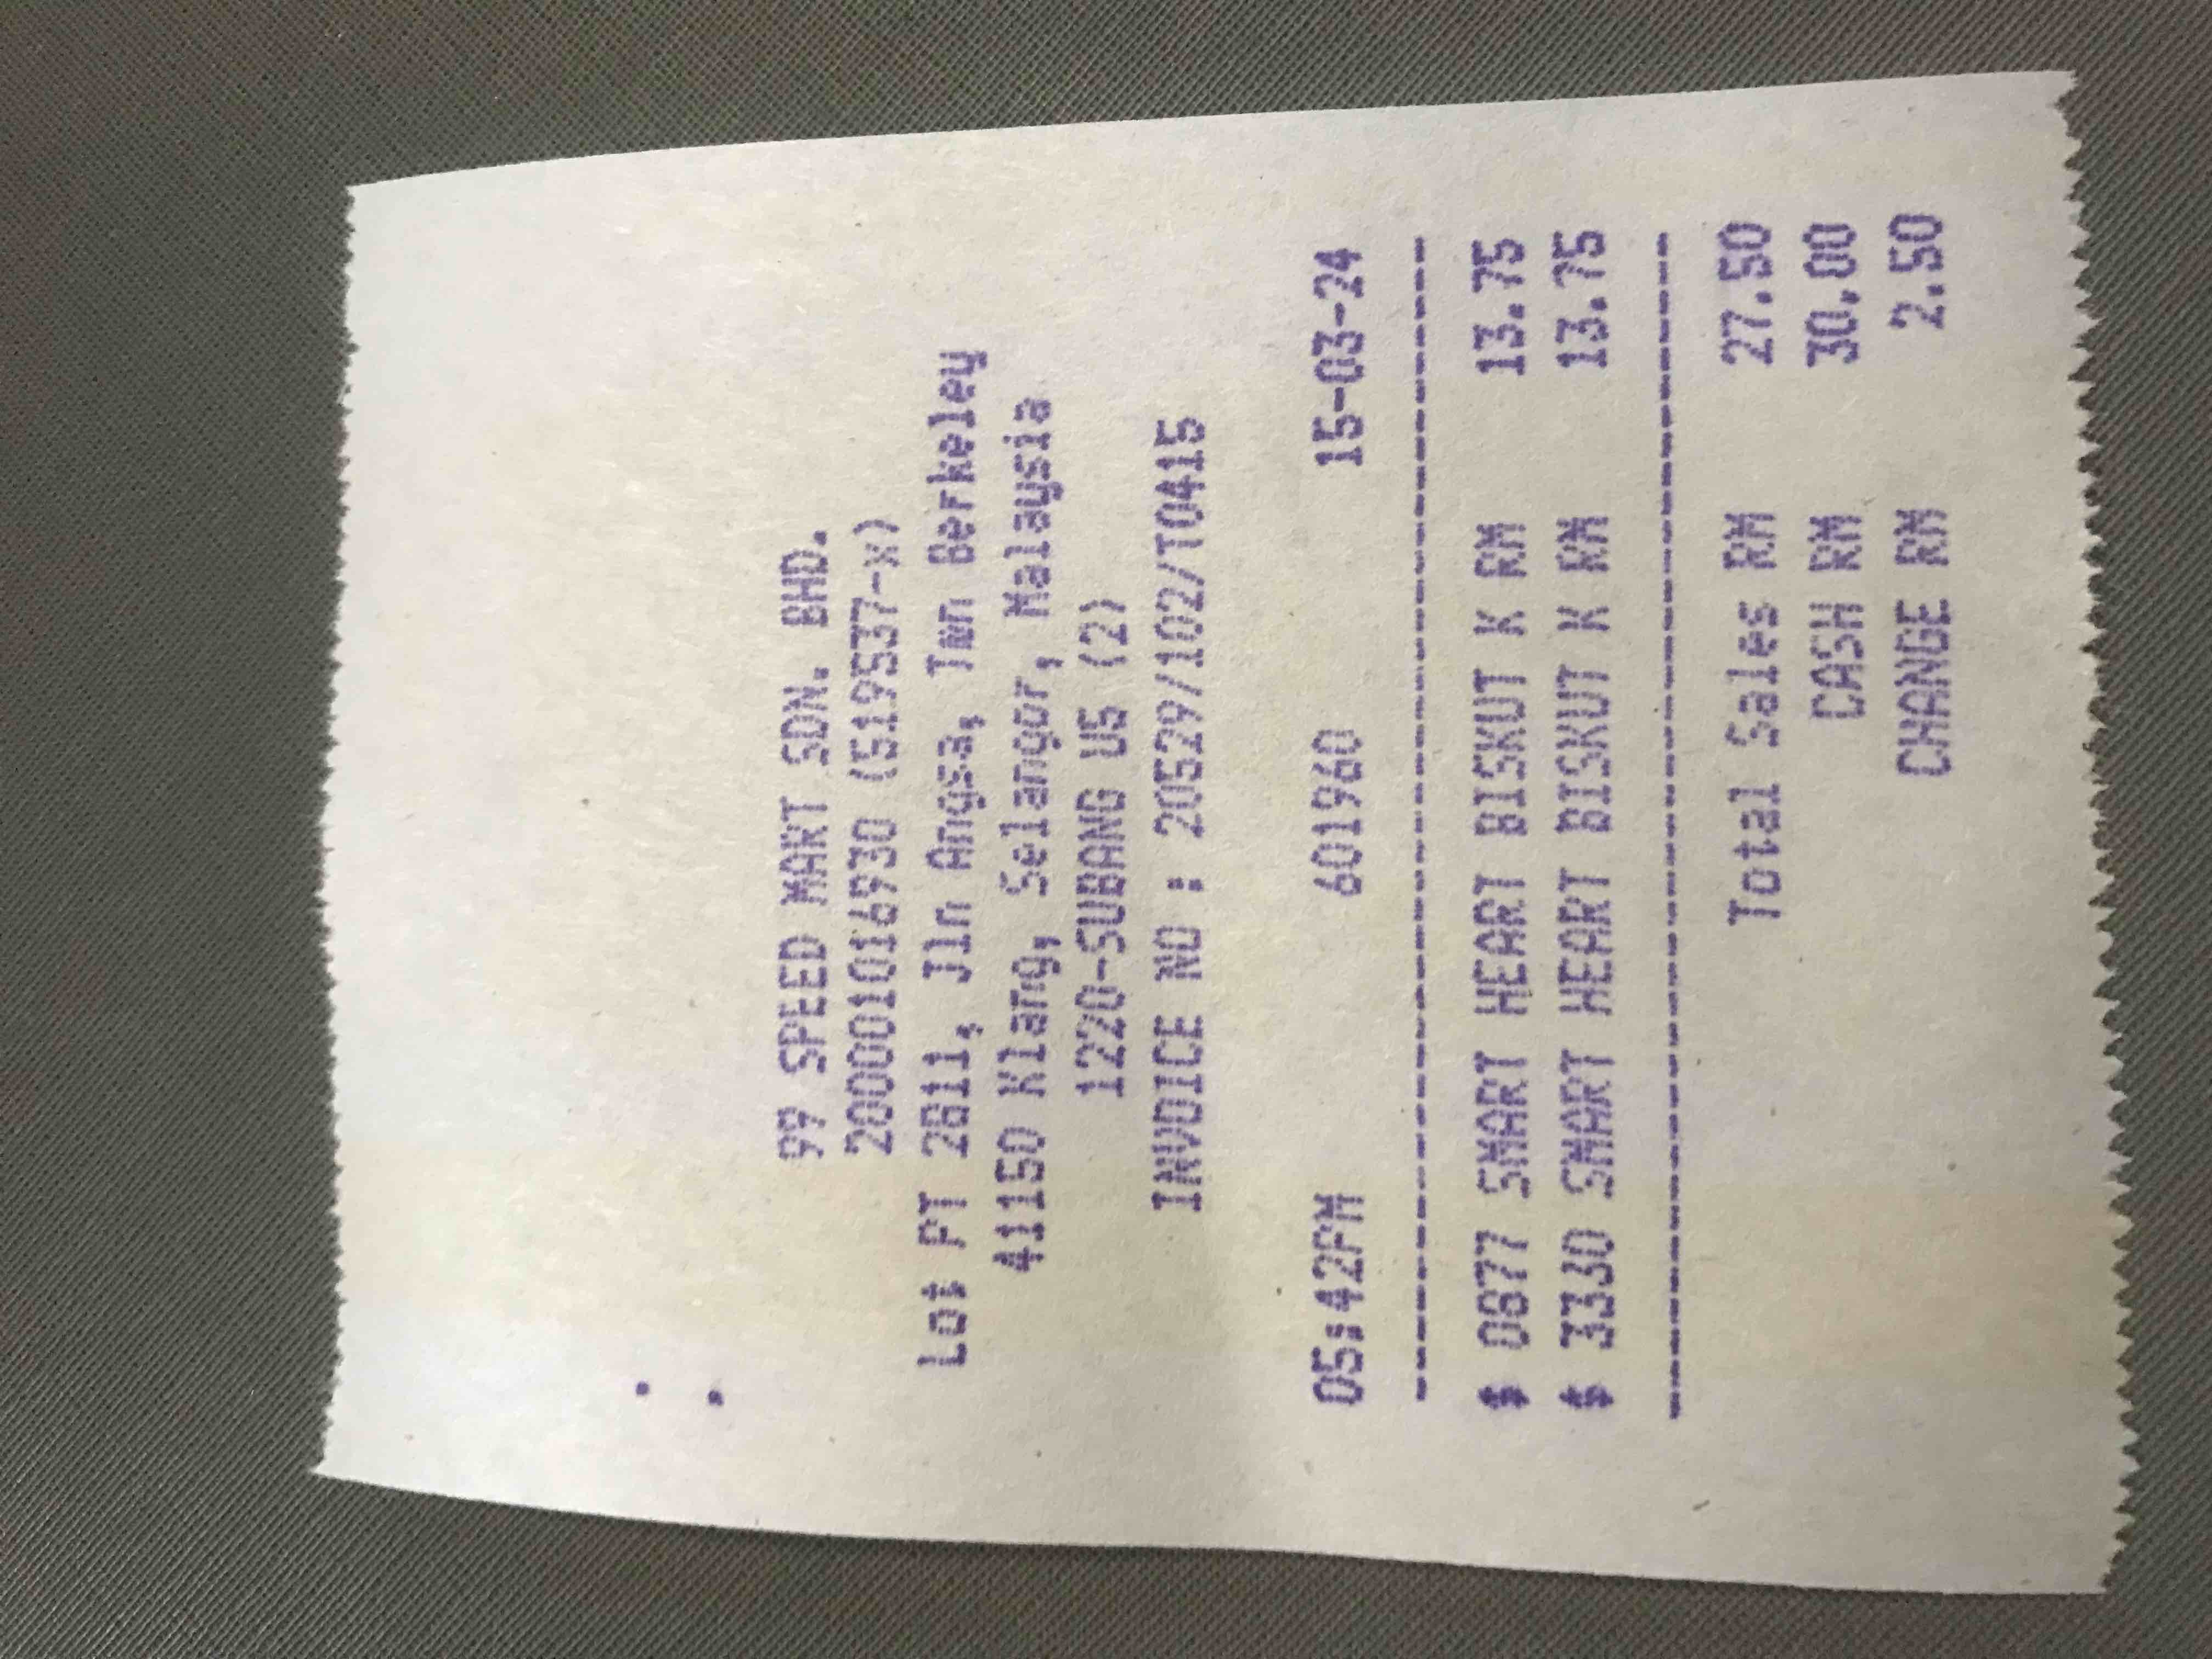 99 SPEED MART SDN. BHD.
200001016930 (519537-x)
Lot PT 2811, Jln Angsa, Tmn Berkeley
41150 Klang, Selangor, Malaysia
1220-SUBANG U5 (2)
INVOICE NO : 20529/102/T0415
05:42PM 601960 15-03-24
$ 0877 SMART HEART BISKUT K RM 13.75
$ 3330 SMART HEART BISKUT K RM 13.75
Total Sales RM 27.50
CASH RM 30.00
CHANGE RM 2.50